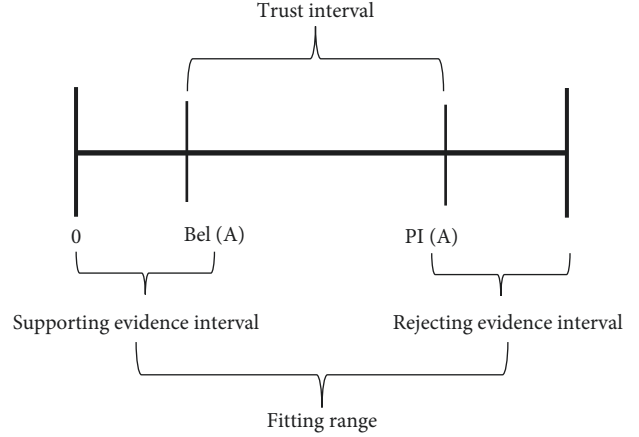 Trust interval
0
Bel (A)
PI (A)
Supporting evidence interval
Rejecting evidence interval
Fitting range